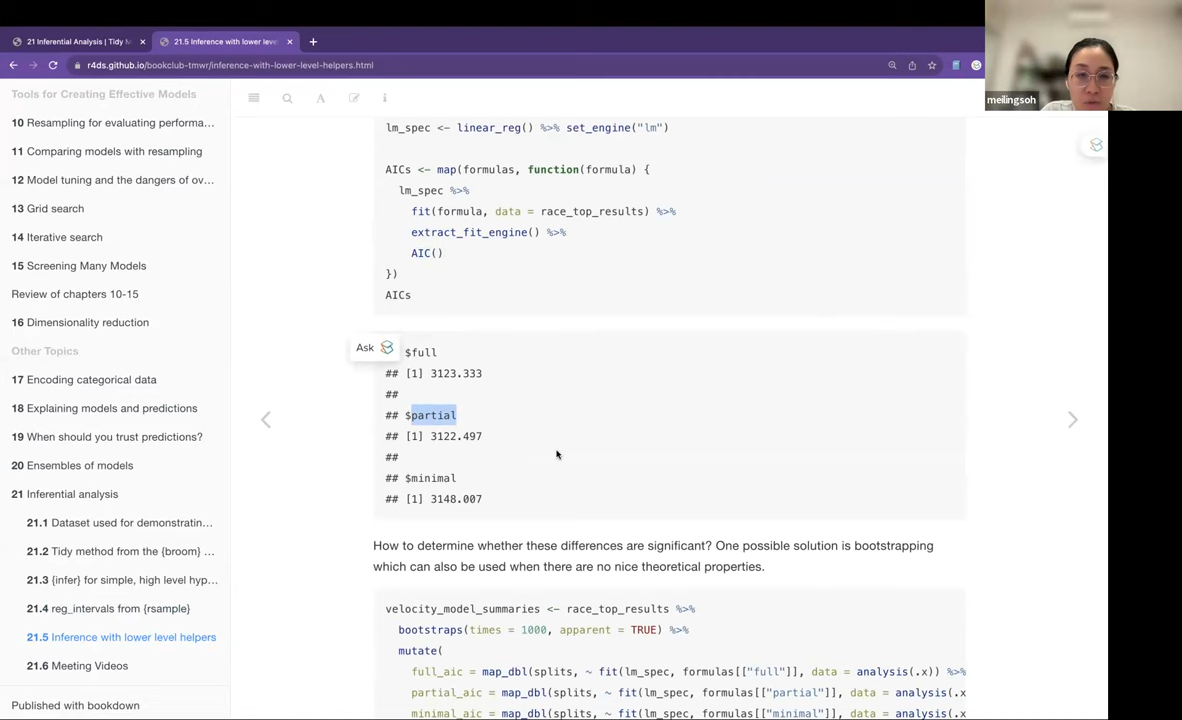 21 Inferential Analysis | Tidy M
21.5 Inference with lower leve
r4ds.github.io/bookclub-tmwr/inference-with-lower-level-helpers.html
meilingsoh
Tools for Creating Effective Models
10 Resampling for evaluating performa...
11 Comparing models with resampling
12 Model tuning and the dangers of ov...
13 Grid search
14 Iterative search
15 Screening Many Models
Review of chapters 10-15
16 Dimensionality reduction
Other Topics
17 Encoding categorical data
18 Explaining models and predictions
19 When should you trust predictions?
20 Ensembles of models
21 Inferential analysis
21.1 Dataset used for demonstratin...
21.2 Tidy method from the {broom} ...
21.3 {infer} for simple, high level hyp...
21.4 reg_intervals from {rsample}
21.5 Inference with lower level helpers
21.6 Meeting Videos
Published with bookdown
lm_spec <- linear_reg() %>% set_engine("lm")
AICs <- map(formulas, function(formula) {
lm_spec %>%
fit(formula, data = race_top_results) %>%
extract_fit_engine() %>%
AIC()
})
AICs
Ask
$full
## [1] 3123.333
##
## $partial
## [1] 3122.497
##
## $minimal
## [1] 3148.007
How to determine whether these differences are significant? One possible solution is bootstrapping
which can also be used when there are no nice theoretical properties.
velocity_model_summaries <- race_top_results %>%
bootstraps(times = 1000, apparent = TRUE) %>%
mutate(
full_aic = map_dbl(splits, ~ fit(lm_spec, formulas[["full"]], data = analysis(.x)) %>%
partial_aic = map_dbl(splits, ~ fit(lm_spec, formulas[["partial"]], data = analysis(.x
minimal_aic = map_dbl(splits, ~ fit(lm_spec, formulas[["minimal"]], data = analysis(.x